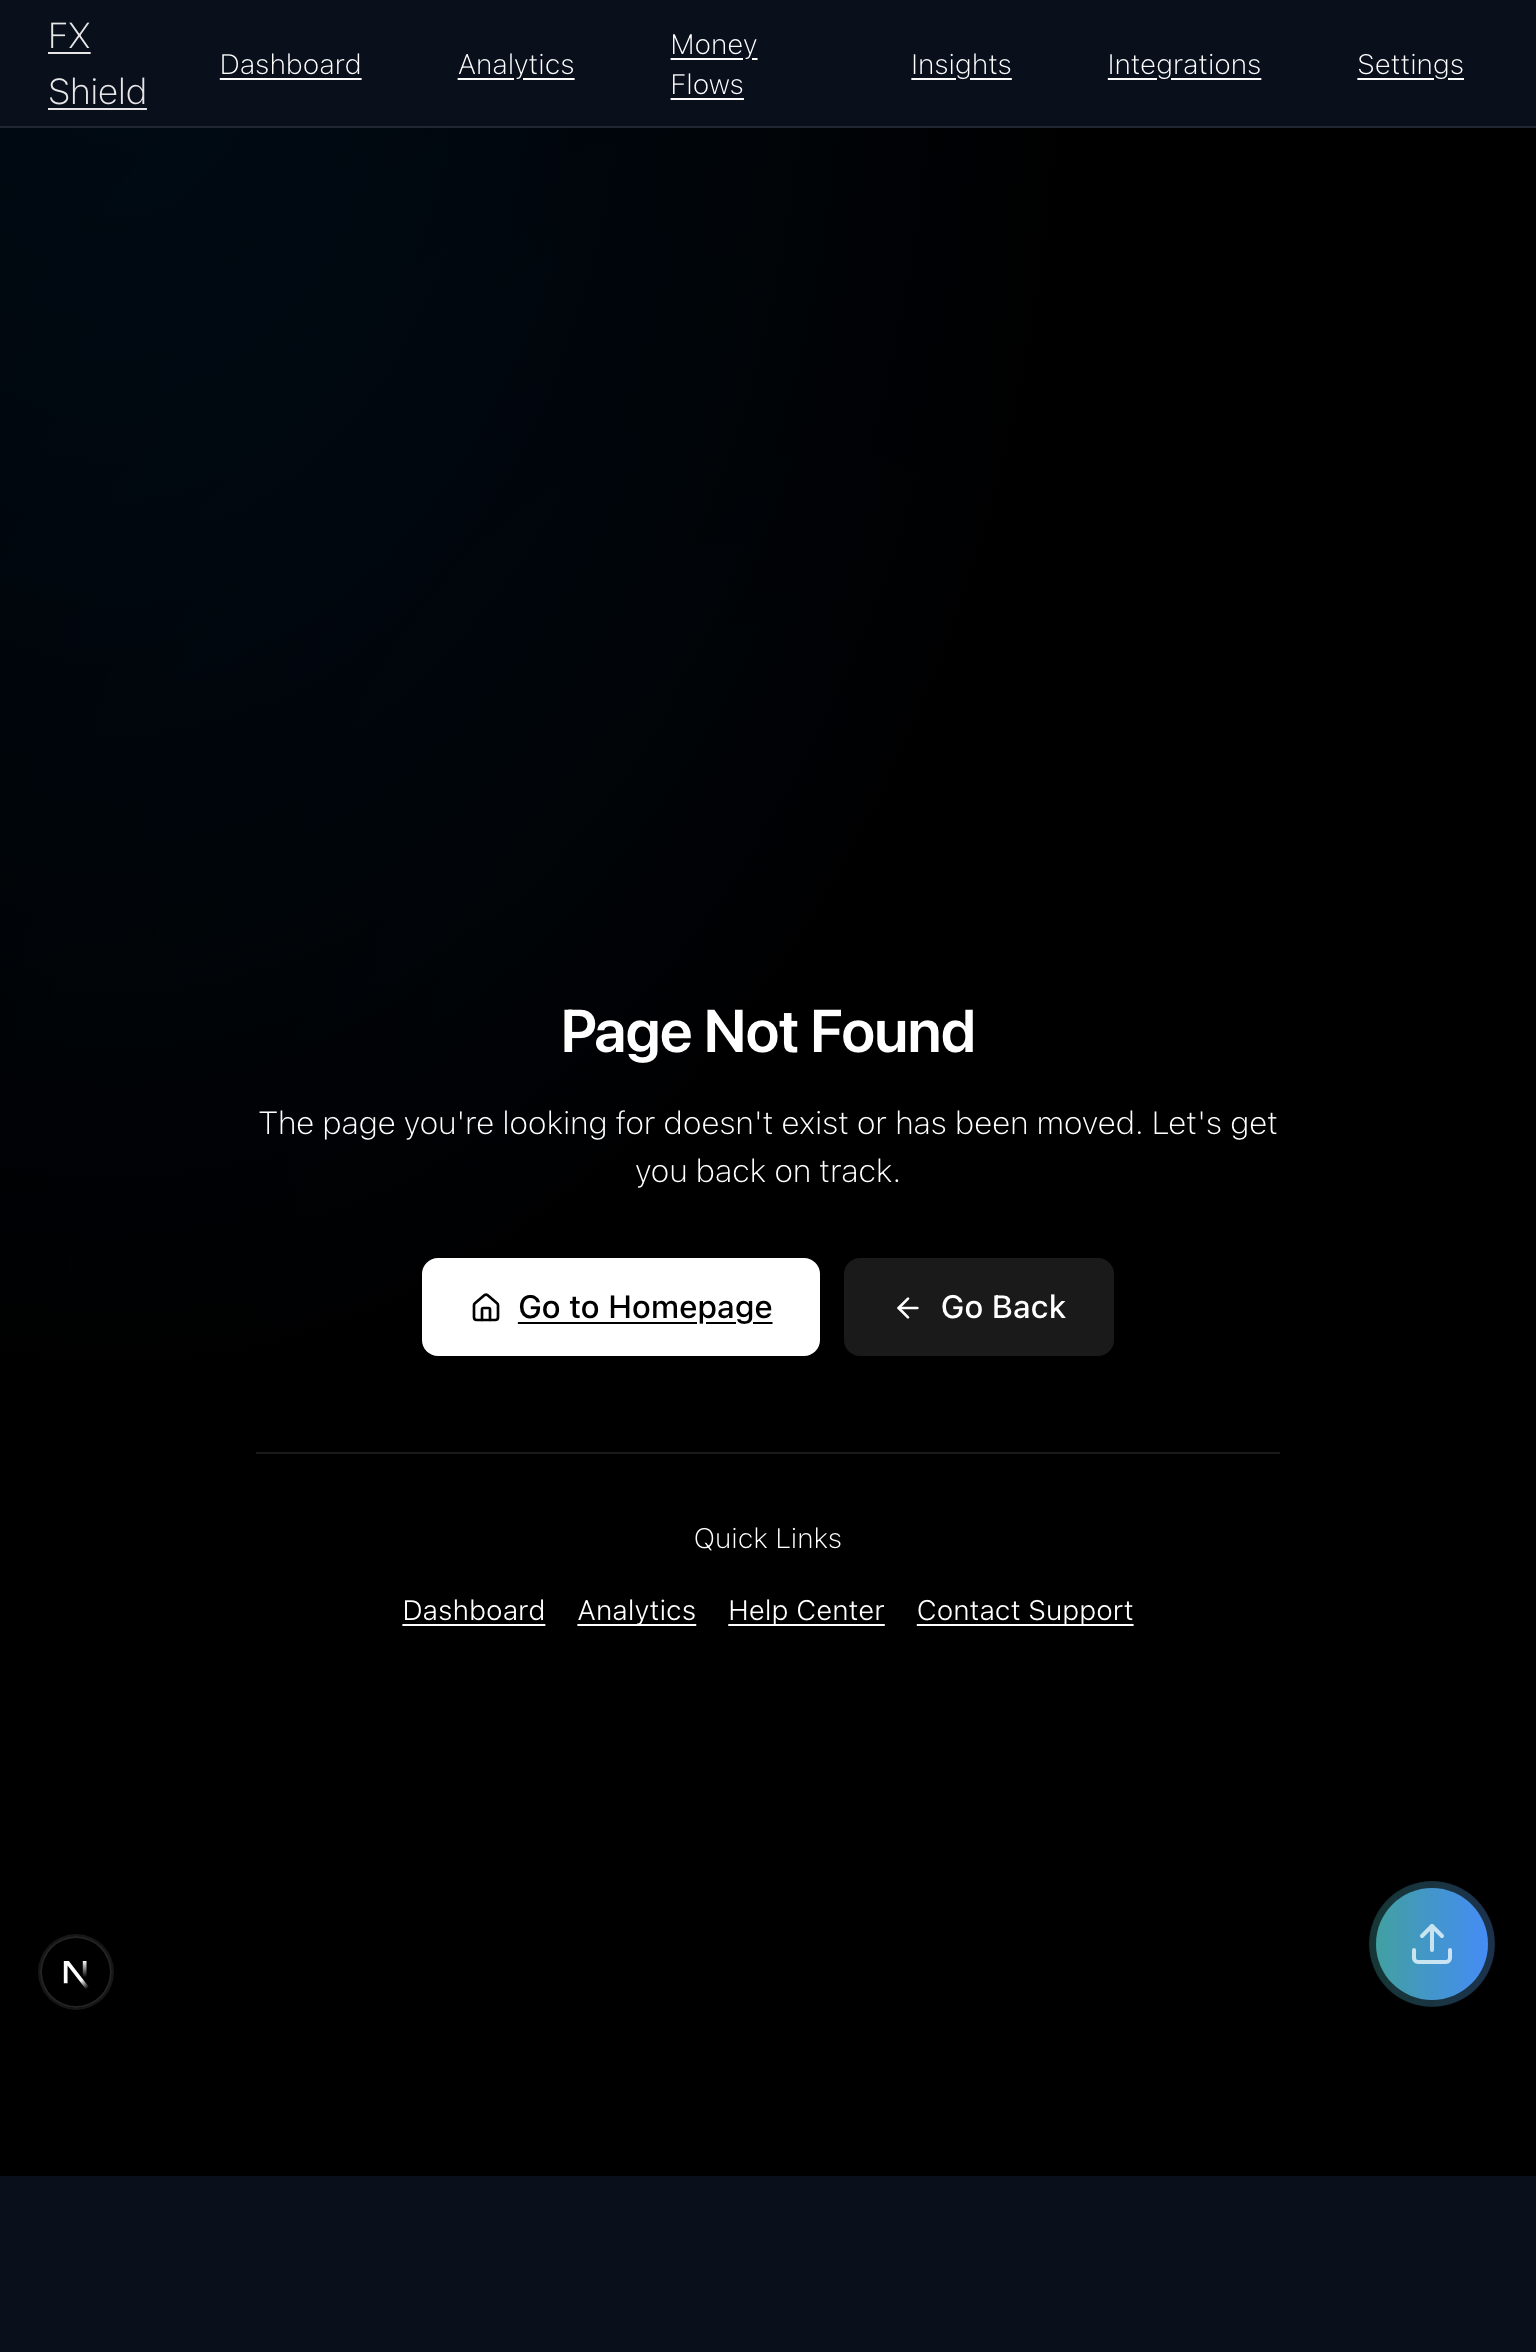 FX
Shield
Dashboard
Analytics
Money
Flows
Insights
Integrations
Settings
Page Not Found
The page you're looking for doesn't exist or has been moved. Let's get
you back on track.
Go to Homepage
Go Back
Quick Links
Dashboard Analytics Help Center Contact Support
N